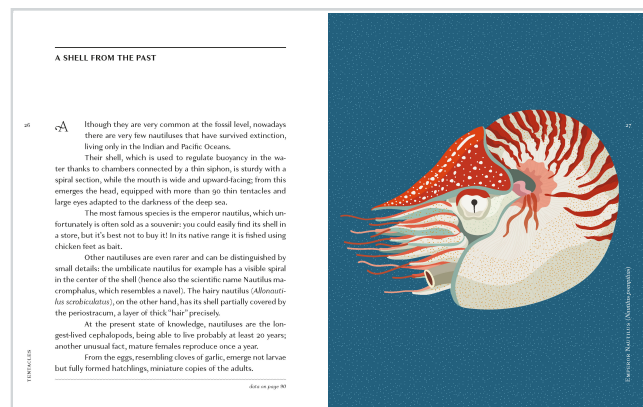 A SHELL FROM THE PAST
26
Although they are very common at the fossil level, nowadays
there are very few nautiluses that have survived extinction,
living only in the Indian and Pacific Oceans.
Their shell, which is used to regulate buoyancy in the wa-
ter thanks to chambers connected by a thin siphon, is sturdy with a
spiral section, while the mouth is wide and upward-facing; from this
emerges the head, equipped with more than 90 thin tentacles and
large eyes adapted to the darkness of the deep sea.
The most famous species is the emperor nautilus, which un-
fortunately is often sold as a souvenir: you could easily find its shell in
a store, but it's best not to buy it! In its native range it is fished using
chicken feet as bait.
Other nautiluses are even rarer and can be distinguished by
small details: the umbilicate nautilus for example has a visible spiral
in the center of the shell (hence also the scientific name Nautilus ma-
cromphalus, which resembles a navel). The hairy nautilus (Allonauti-
lus scrobiculatus), on the other hand, has its shell partially covered by
the periostracum, a layer of thick "hair" precisely.
At the present state of knowledge, nautiluses are the lon-
gest-lived cephalopods, being able to live probably at least 20 years;
another unusual fact, mature females reproduce once a year.
From the eggs, resembling cloves of garlic, emerge not larvae
but fully formed hatchlings, miniature copies of the adults.
TENTACLES
data on page 80
27
EMPEROR NAUTILUS (Nautilus pompilius)